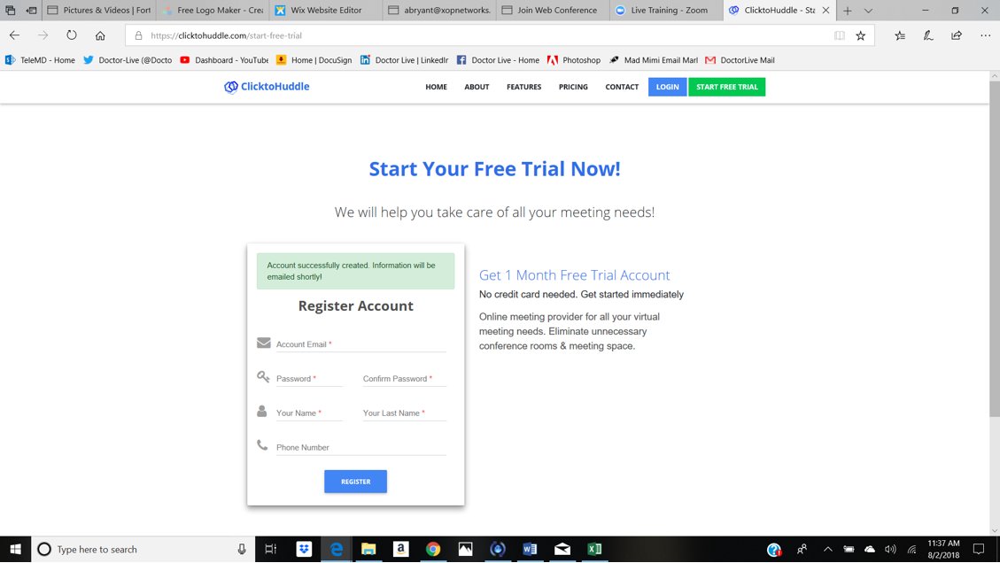 Pictures & Videos | Fort
Free Logo Maker - Crea
Wix Website Editor
abryant@xopnetworks.
Join Web Conference
Live Training - Zoom
ClicktoHuddle - Sta
https://clicktohuddle.com/start-free-trial
TeleMD - Home
Doctor-Live (@Docto
Dashboard - YouTube
Home | DocuSign
Doctor Live | LinkedIr
Doctor Live - Home
Photoshop
Mad Mimi Email Marl
DoctorLive Mail
ClicktoHuddle
HOME
ABOUT
FEATURES
PRICING
CONTACT
LOGIN
START FREE TRIAL
Start Your Free Trial Now!
We will help you take care of all your meeting needs!
Account successfully created. Information will be
emailed shortly!
Register Account
Account Email *
Password *
Confirm Password *
Your Name *
Your Last Name *
Phone Number
REGISTER
Get 1 Month Free Trial Account
No credit card needed. Get started immediately
Online meeting provider for all your virtual
meeting needs. Eliminate unnecessary
conference rooms & meeting space.
Type here to search
11:37 AM
8/2/2018